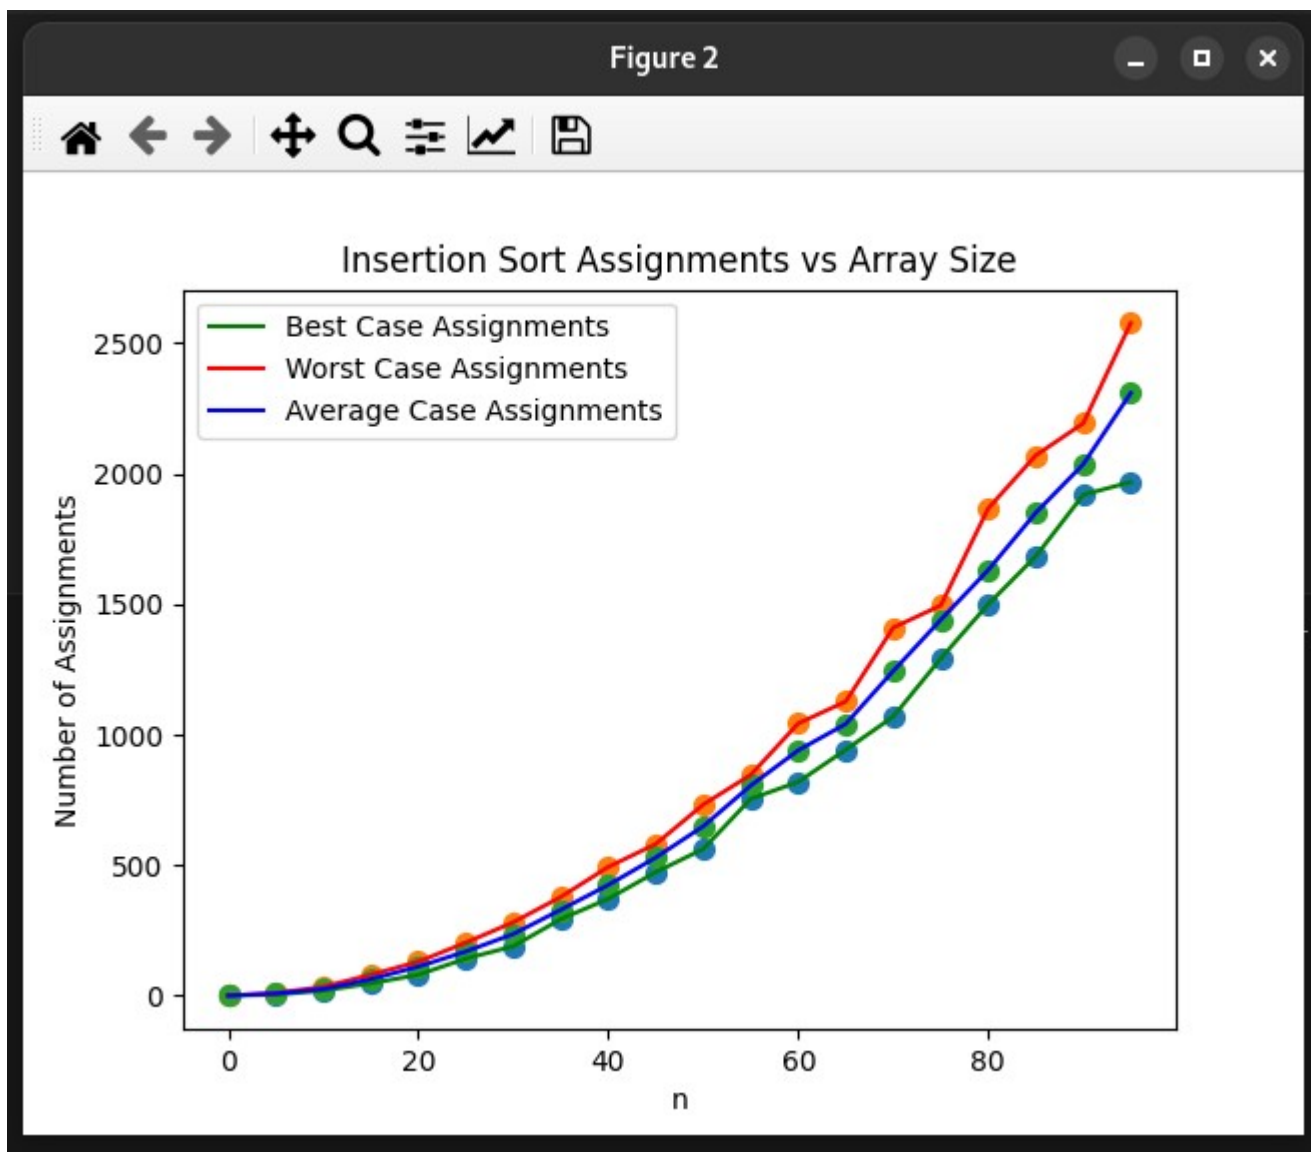 Figure 2
Insertion Sort Assignments vs Array Size
Best Case Assignments
Worst Case Assignments
Average Case Assignments
2500
2000
1500
1000
500
0
Number of Assignments
0 20 40 60 80
n